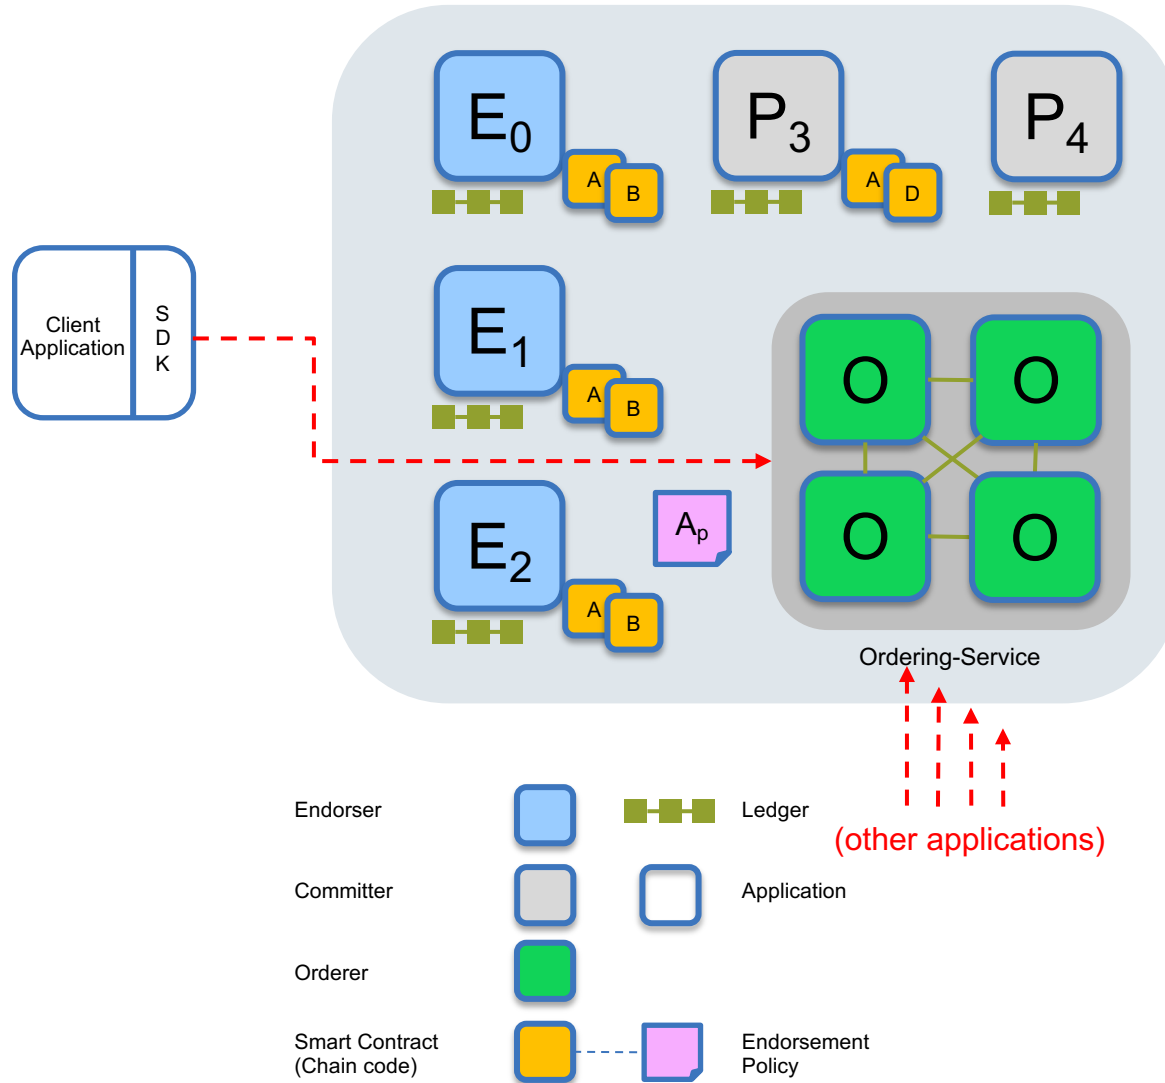 E0
A
B
P3
A
D
P4
Client
Application
S
D
K
E1
A
B
O
O
O
O
E2
A
B
Ap
Ordering-Service
(other applications)
Endorser
Ledger
Committer
Application
Orderer
Smart Contract
(Chain code)
Endorsement
Policy